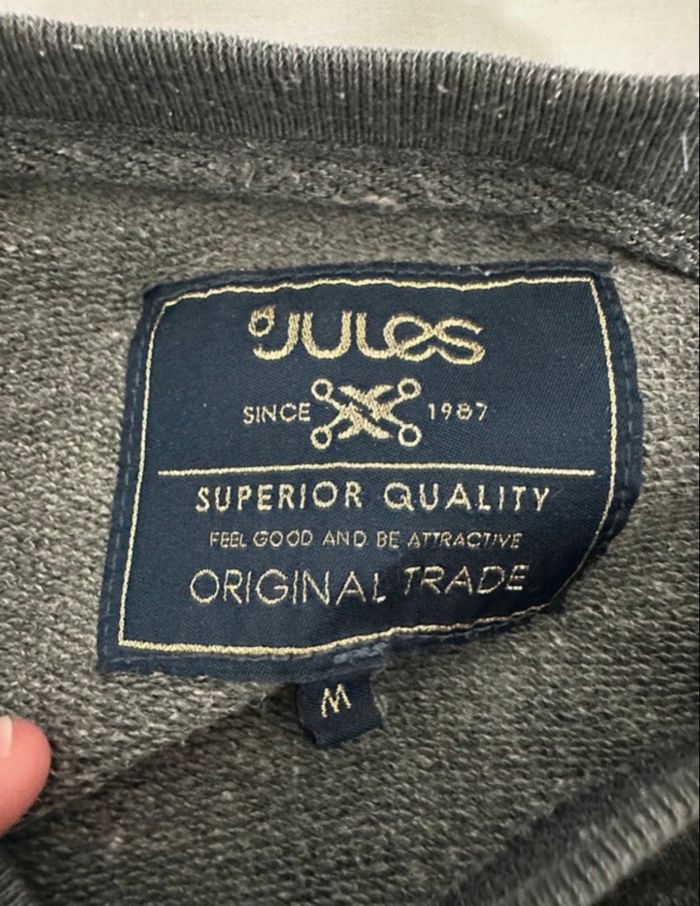 JULES
SINCE 1987
SUPERIOR QUALITY
FEEL GOOD AND BE ATTRACTIVE
ORIGINAL TRADE
M